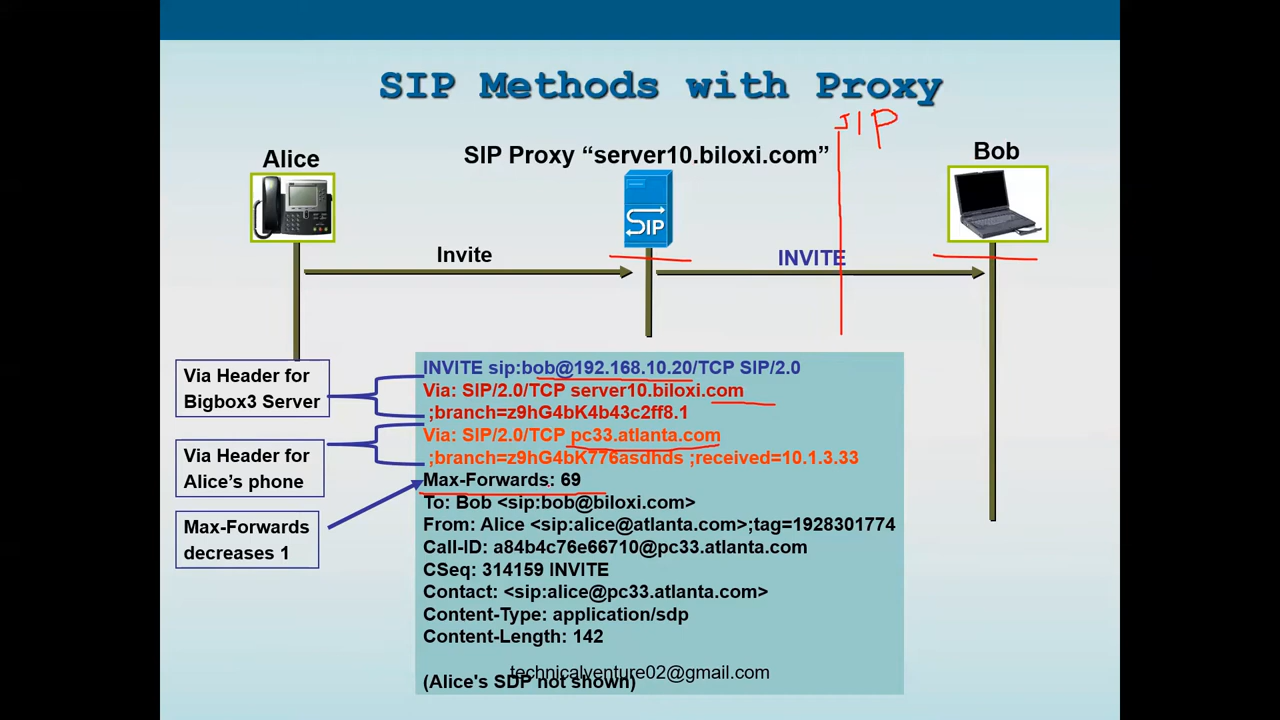 SIP Methods with Proxy
JIP
Alice
SIP Proxy “server10.biloxi.com”
Bob
SIP
Invite
INVITE
Via Header for
Bigbox3 Server
Via Header for
Alice’s phone
Max-Forwards
decreases 1
INVITE sip:bob@192.168.10.20/TCP SIP/2.0
Via: SIP/2.0/TCP server10.biloxi.com
;branch=z9hG4bK4b43c2ff8.1
Via: SIP/2.0/TCP pc33.atlanta.com
;branch=z9hG4bK776asdhds ;received=10.1.3.33
Max-Forwards: 69
To: Bob <sip:bob@biloxi.com>
From: Alice <sip:alice@atlanta.com>;tag=1928301774
Call-ID: a84b4c76e66710@pc33.atlanta.com
CSeq: 314159 INVITE
Contact: <sip:alice@pc33.atlanta.com>
Content-Type: application/sdp
Content-Length: 142
technicalventure02@gmail.com
(Alice's SDP not shown)